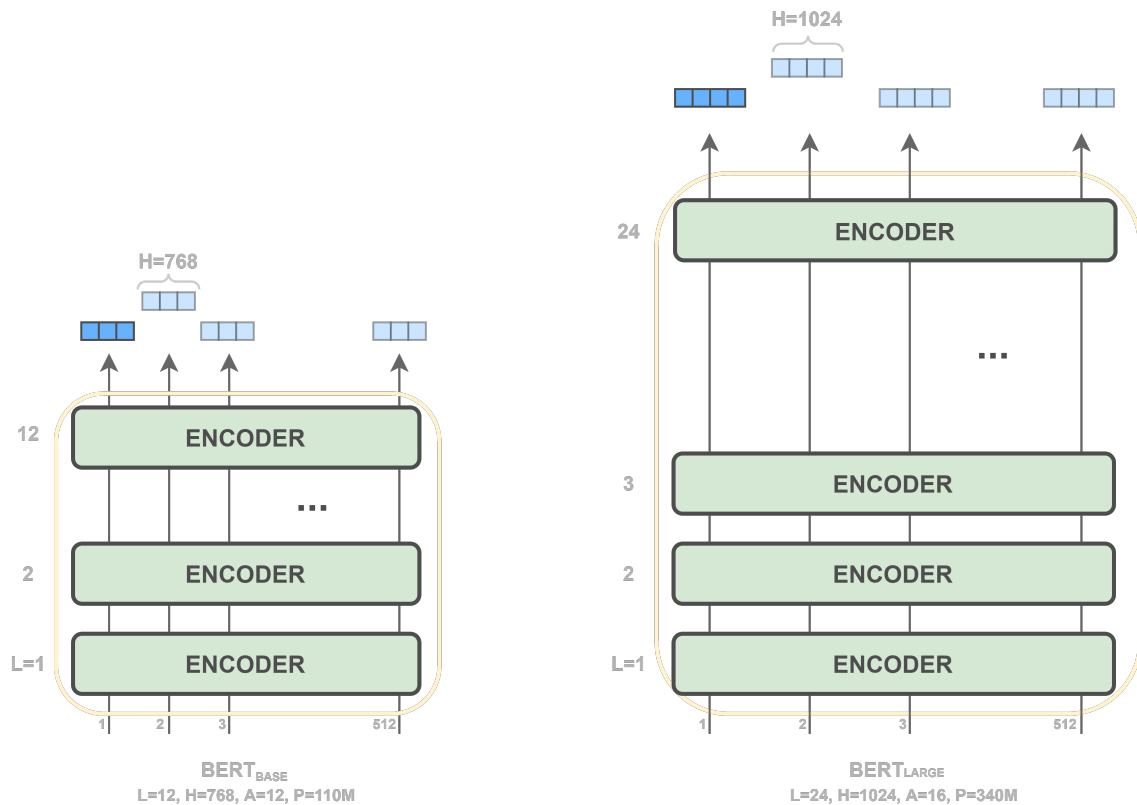 H=768
12
ENCODER
...
2
ENCODER
L=1
ENCODER
1 2 3 512
BERTBASE
L=12, H=768, A=12, P=110M
H=1024
24
ENCODER
...
3
ENCODER
2
ENCODER
L=1
ENCODER
1 2 3 512
BERTLARGE
L=24, H=1024, A=16, P=340M